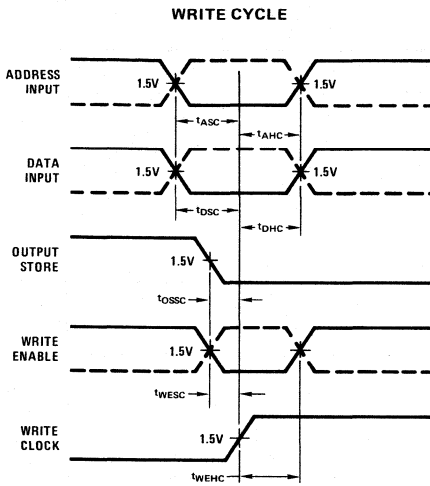 WRITE CYCLE
ADDRESS
INPUT
1.5V
1.5V
tASC
tAHC
DATA
INPUT
1.5V
1.5V
tDSC
tDHC
OUTPUT
STORE
1.5V
tOSSC
WRITE
ENABLE
1.5V
tWESC
WRITE
CLOCK
1.5V
tWEHC